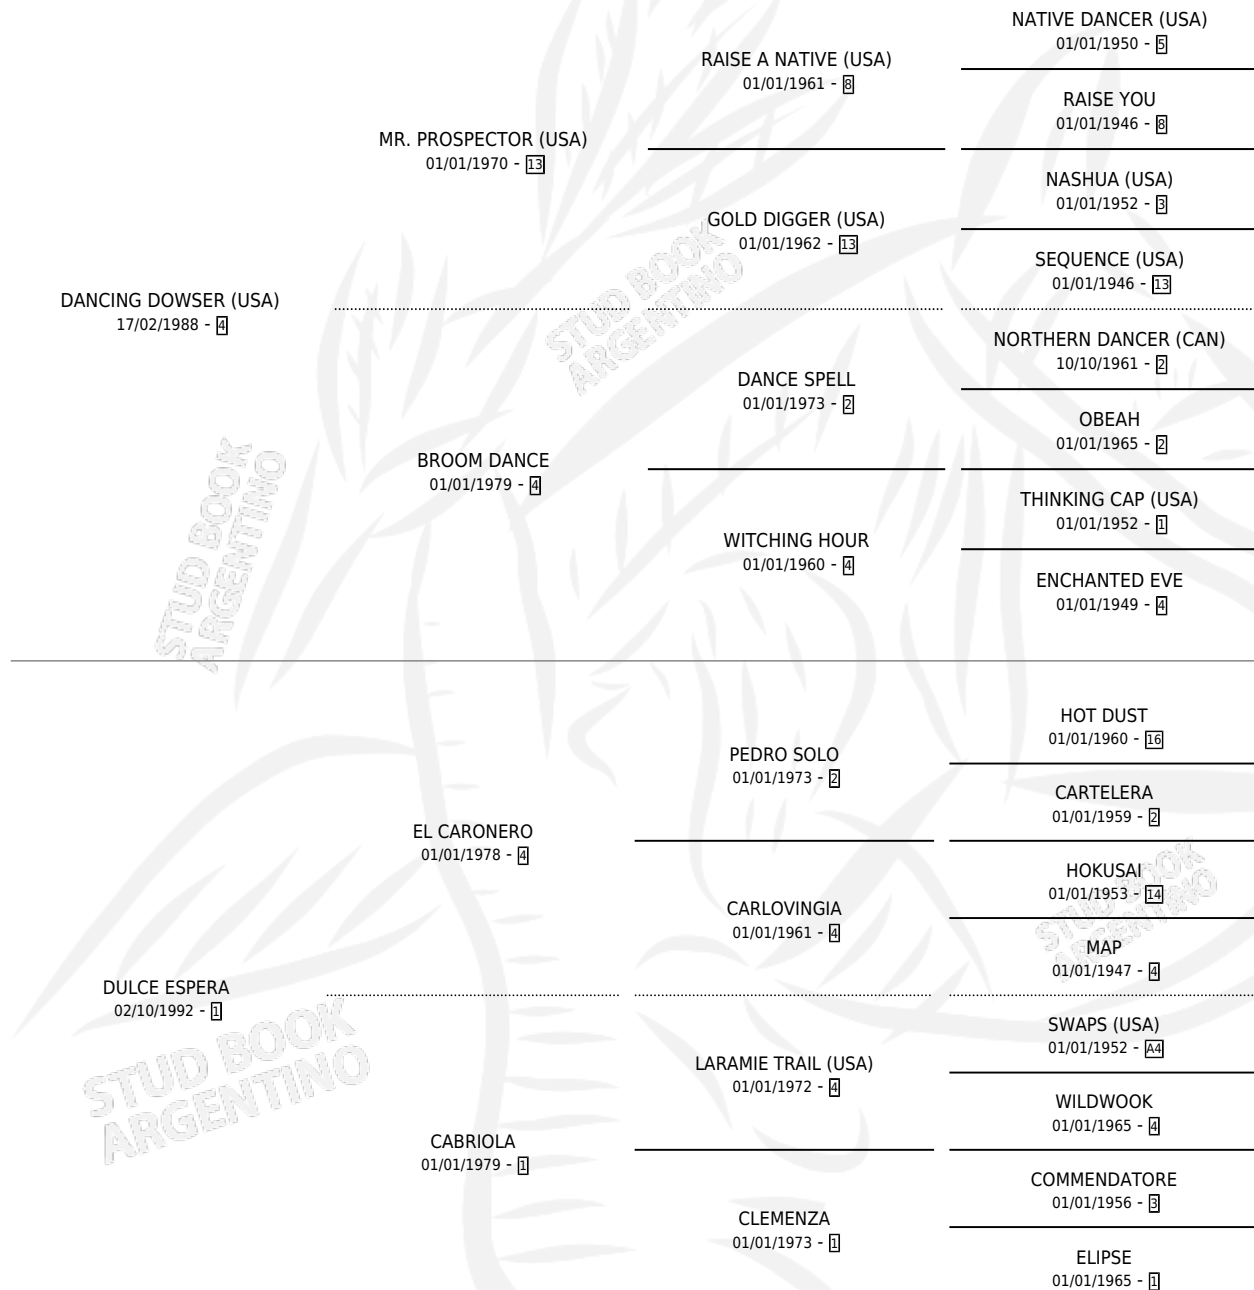 NATIVE DANCER (USA)
01/01/1950 - 5
RAISE A NATIVE (USA)
01/01/1961 - 8
RAISE YOU
01/01/1946 - 8
MR. PROSPECTOR (USA)
01/01/1970 - 13
NASHUA (USA)
01/01/1952 - 3
GOLD DIGGER (USA)
01/01/1962 - 13
SEQUENCE (USA)
01/01/1946 - 13
DANCING DOWSER (USA)
17/02/1988 - 4
NORTHERN DANCER (CAN)
10/10/1961 - 2
DANCE SPELL
01/01/1973 - 2
OBEAH
01/01/1965 - 2
BROOM DANCE
01/01/1979 - 4
THINKING CAP (USA)
01/01/1952 - 1
WITCHING HOUR
01/01/1960 - 4
ENCHANTED EVE
01/01/1949 - 4
STUD BOOK
ARGENTINO
STUD BOOK
ARGENTINO
HOT DUST
01/01/1960 - 16
PEDRO SOLO
01/01/1973 - 2
CARTELERA
01/01/1959 - 2
EL CARONERO
01/01/1978 - 4
HOKUSAI
01/01/1953 - 14
CARLOVINGIA
01/01/1961 - 4
MAP
01/01/1947 - 4
STUD BOOK
ARGENTINO
DULCE ESPERA
02/10/1992 - 1
SWAPS (USA)
01/01/1952 - A4
LARAMIE TRAIL (USA)
01/01/1972 - 4
WILDWOOK
01/01/1965 - 4
STUD BOOK
ARGENTINO
CABRIOLA
01/01/1979 - 1
COMMENDATORE
01/01/1956 - 3
CLEMENZA
01/01/1973 - 1
ELIPSE
01/01/1965 - 1